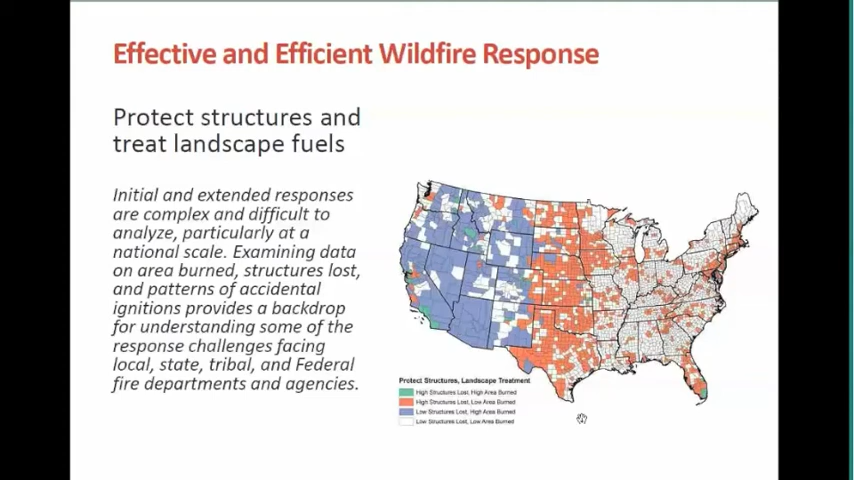 Effective and Efficient Wildfire Response
Protect structures and
treat landscape fuels
Initial and extended responses
are complex and difficult to
analyze, particularly at a
national scale. Examining data
on area burned, structures lost,
and patterns of accidental
ignitions provides a backdrop
for understanding some of the
response challenges facing
local, state, tribal, and Federal
fire departments and agencies.
Protect Structures, Landscape Treatment
High Structures Lost, High Area Burned
High Structures Lost, Low Area Burned
Low Structures Lost, High Area Burned
Low Structures Lost, Low Area Burned